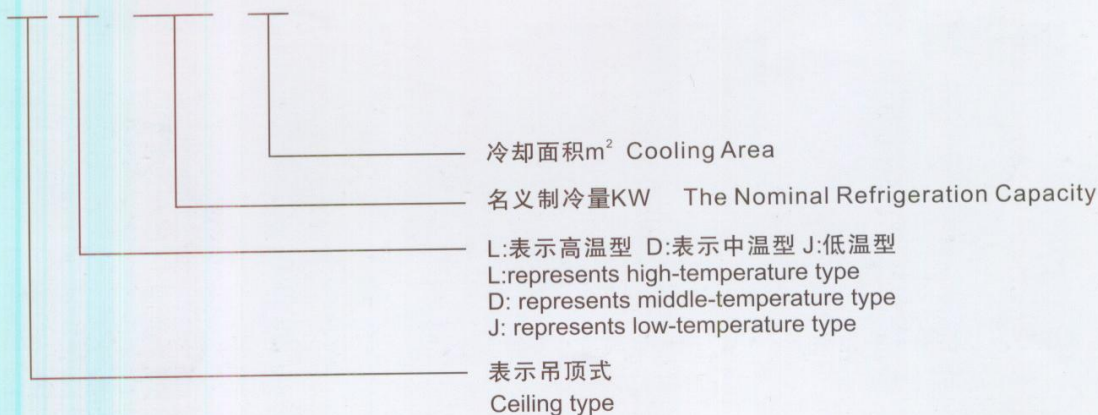 冷却面积m² Cooling Area
名义制冷量KW The Nominal Refrigeration Capacity
L:表示高温型 D:表示中温型 J:低温型
L:represents high-temperature type
D: represents middle-temperature type
J: represents low-temperature type
表示吊顶式
Ceiling type